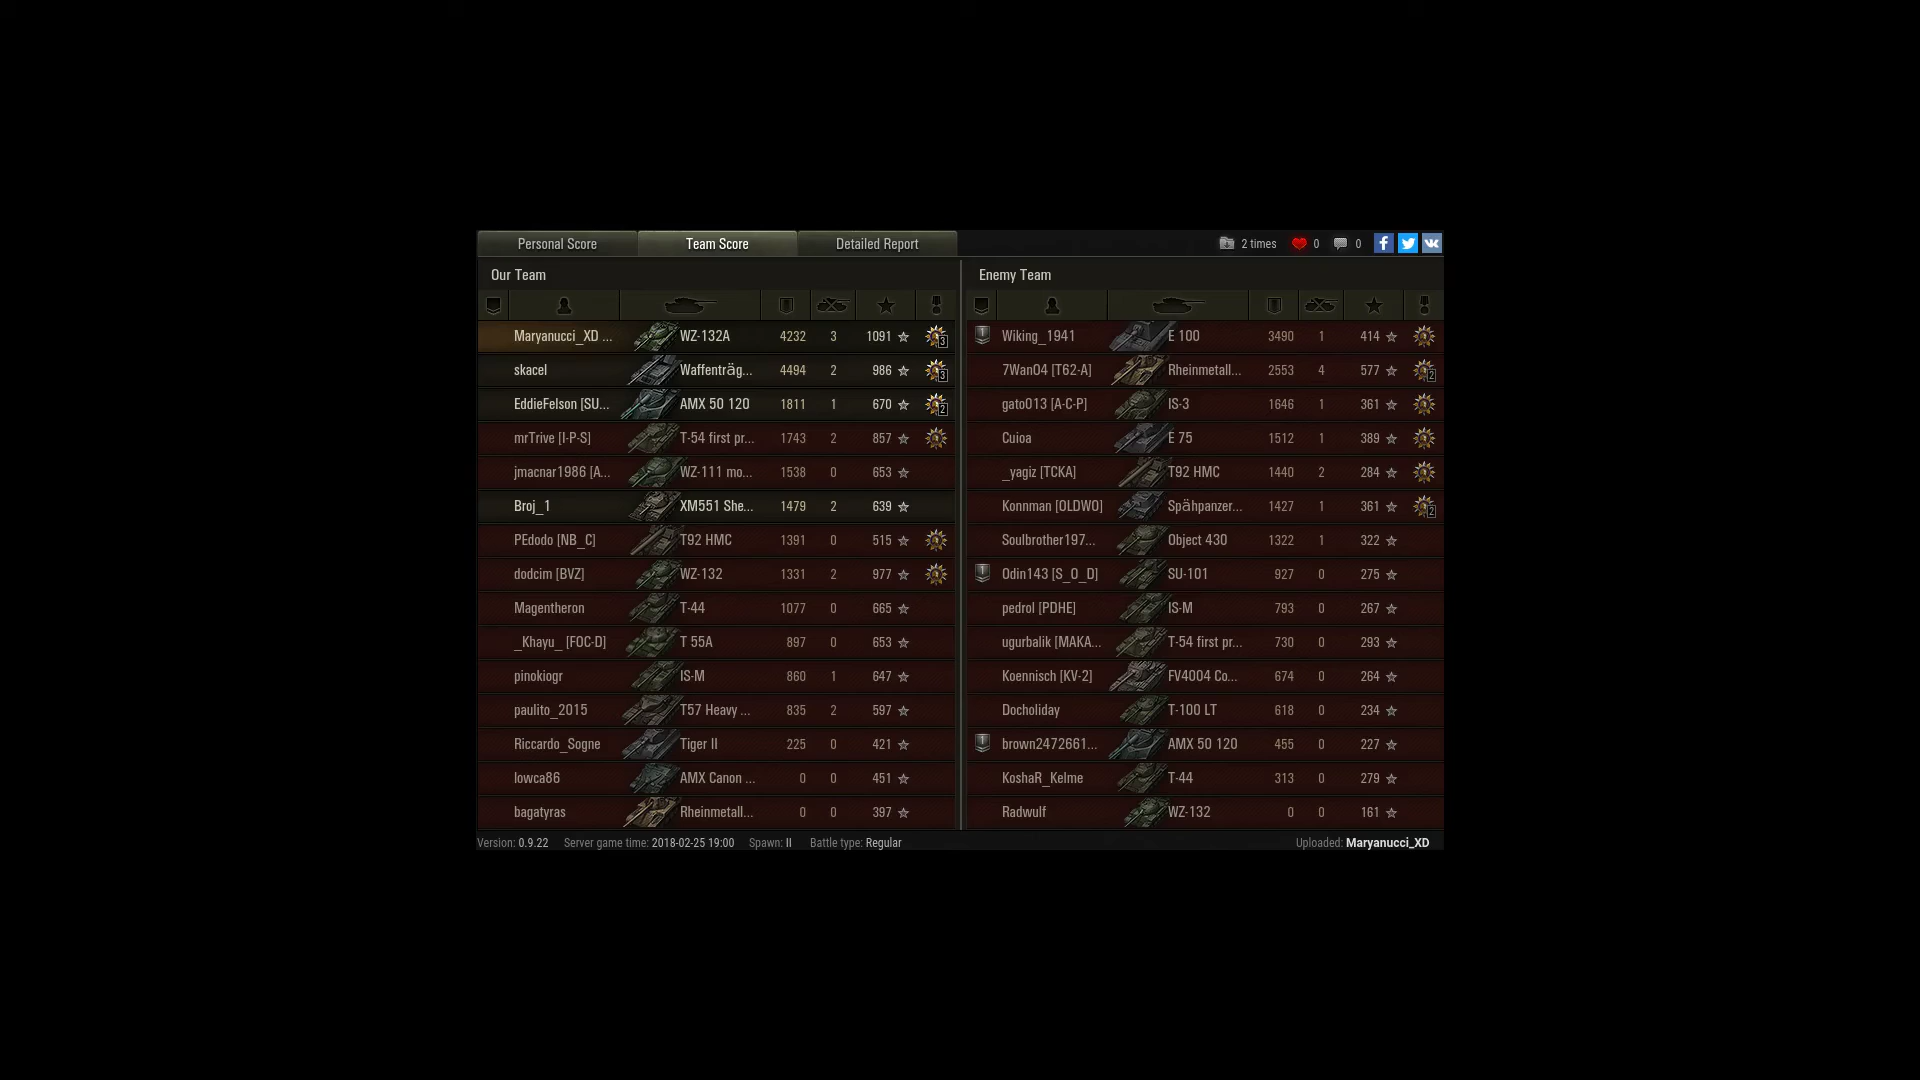 Personal Score Team Score Detailed Report 2 times 0 0
Our Team Enemy Team
Maryanucci_XD ... WZ-132A 4232 3 1091 3 Wiking_1941 E 100 3490 1 414
skacel Waffenträg... 4494 2 986 3 7Wan04 [T62-A] Rheinmetall... 2553 4 577 2
EddieFelson [SU... AMX 50 120 1811 1 670 2 gato013 [A-C-P] IS-3 1646 1 361
mrTrive [I-P-S] T-54 first pr... 1743 2 857 Cuioa E 75 1512 1 389
jmacnar1986 [A... WZ-111 mo... 1538 0 653 _yagiz [TCKA] T92 HMC 1440 2 284
Broj_1 XM551 She... 1479 2 639 Konnman [OLDWO] Spähpanzer... 1427 1 361 2
PEdodo [NB_C] T92 HMC 1391 0 515 Soulbrother197... Object 430 1322 1 322
dodcim [BVZ] WZ-132 1331 2 977 Odin143 [S_O_D] SU-101 927 0 275
Magentheron T-44 1077 0 665 pedrol [PDHE] IS-M 793 0 267
_Khayu_ [FOC-D] T 55A 897 0 653 ugurbalik [MAKA... T-54 first pr... 730 0 293
pinokiogr IS-M 860 1 647 Koennisch [KV-2] FV4004 Co... 674 0 264
paulito_2015 T57 Heavy ... 835 2 597 Docholiday T-100 LT 618 0 234
Riccardo_Sogne Tiger II 225 0 421 brown2472661... AMX 50 120 455 0 227
lowca86 AMX Canon ... 0 0 451 KoshaR_Kelme T-44 313 0 279
bagatyras Rheinmetall... 0 0 397 Radwulf WZ-132 0 0 161
Version: 0.9.22 Server game time: 2018-02-25 19:00 Spawn: II Battle type: Regular Uploaded: Maryanucci_XD